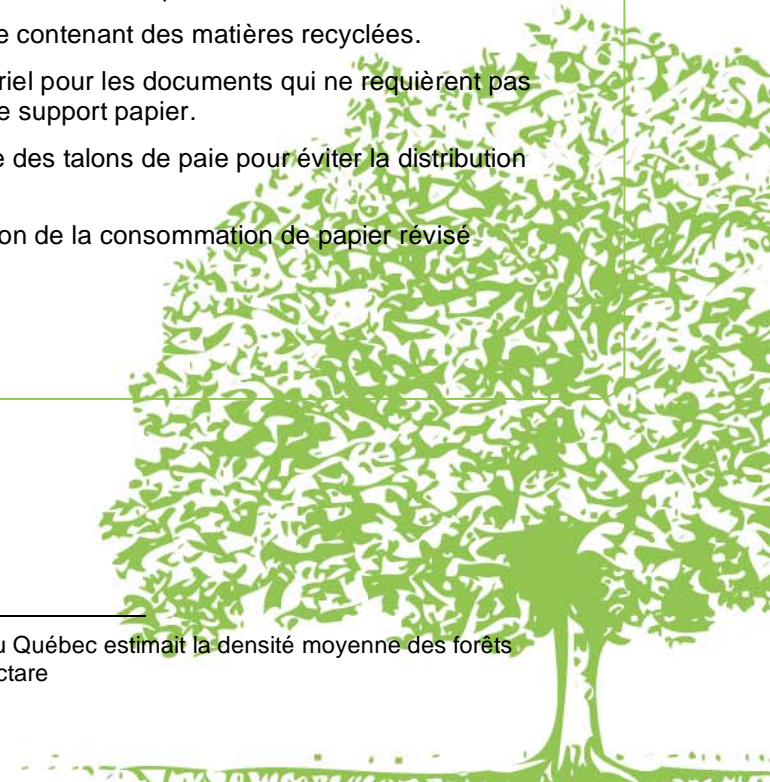 e contenant des matières recyclées.
riel pour les documents qui ne requièrent pas
e support papier.
e des talons de paie pour éviter la distribution
on de la consommation de papier révisé
u Québec estimait la densité moyenne des forêts
ctare